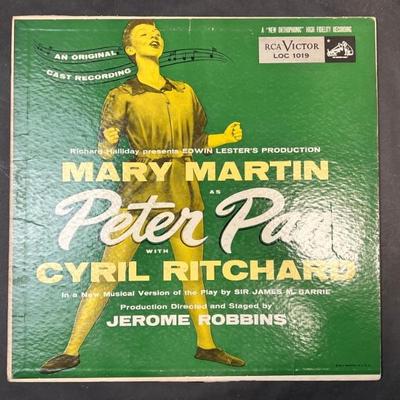 A "NEW ORTHOPHONIC" HIGH FIDELITY RECORDING
RCA VICTOR
LOC 1019
AN ORIGINAL
CAST RECORDING
Richard Halliday presents EDWIN LESTER'S PRODUCTION
MARY MARTIN
AS
Peter Pan
WITH
CYRIL RITCHARD
In a New Musical Version of the Play by SIR JAMES M. BARRIE
Production Directed and Staged by
JEROME ROBBINS